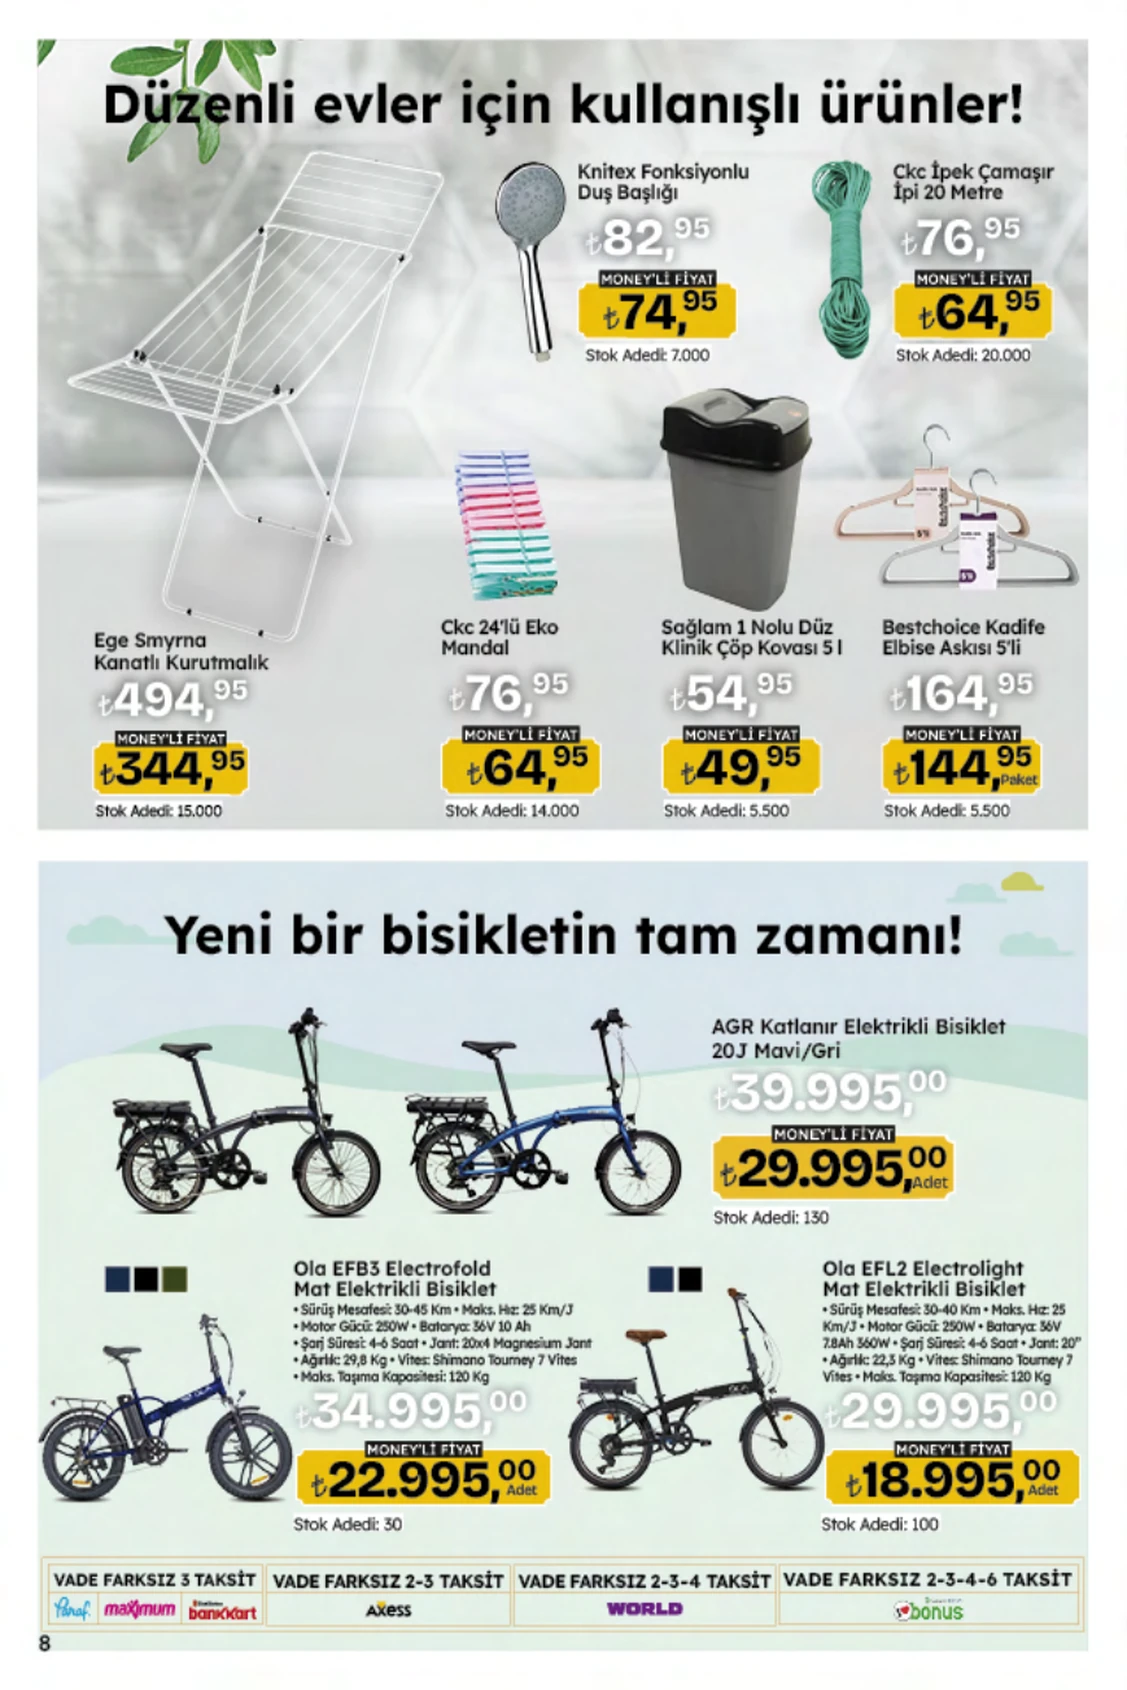 Düzenli evler için kullanışlı ürünler!
Knitex Fonksiyonlu
Duş Başlığı
₺82,95
MONEY'Lİ FİYAT
₺74,95
Stok Adedi: 7.000
Ckc İpek Çamaşır
İpi 20 Metre
₺76,95
MONEY'Lİ FİYAT
₺64,95
Stok Adedi: 20.000
Ege Smyrna
Kanatlı Kurutmalık
₺494,95
MONEY'Lİ FİYAT
₺344,95
Stok Adedi: 15.000
Ckc 24'lü Eko
Mandal
₺76,95
MONEY'Lİ FİYAT
₺64,95
Stok Adedi: 14.000
Sağlam 1 Nolu Düz
Klinik Çöp Kovası 5 l
₺54,95
MONEY'Lİ FİYAT
₺49,95
Stok Adedi: 5.500
Bestchoice Kadife
Elbise Askısı 5'li
₺164,95
MONEY'Lİ FİYAT
₺144,95 Paket
Stok Adedi: 5.500
Yeni bir bisikletin tam zamanı!
AGR Katlanır Elektrikli Bisiklet
20J Mavi/Gri
₺39.995,00
MONEY'Lİ FİYAT
₺29.995,00 Adet
Stok Adedi: 130
Ola EFB3 Electrofold
Mat Elektrikli Bisiklet
• Sürüş Mesafesi: 30-45 Km • Maks. Hız: 25 Km/J
• Motor Gücü: 250W • Batarya: 36V 10 Ah
• Şarj Süresi: 4-6 Saat • Jant: 20x4 Magnesium Jant
• Ağırlık: 29,8 Kg • Vites: Shimano Tourney 7 Vites
• Maks. Taşıma Kapasitesi: 120 Kg
₺34.995,00
MONEY'Lİ FİYAT
₺22.995,00 Adet
Stok Adedi: 30
Ola EFL2 Electrolight
Mat Elektrikli Bisiklet
• Sürüş Mesafesi: 30-40 Km • Maks. Hız: 25
Km/J • Motor Gücü: 250W • Batarya: 36V
7.8Ah 360W • Şarj Süresi: 4-6 Saat • Jant: 20"
• Ağırlık: 22,3 Kg • Vites: Shimano Tourney 7
Vites • Maks. Taşıma Kapasitesi: 120 Kg
₺29.995,00
MONEY'Lİ FİYAT
₺18.995,00 Adet
Stok Adedi: 100
VADE FARKSIZ 3 TAKSİT
Paraf maximum bankkart
VADE FARKSIZ 2-3 TAKSİT
Axess
VADE FARKSIZ 2-3-4 TAKSİT
WORLD
VADE FARKSIZ 2-3-4-6 TAKSİT
bonus
8